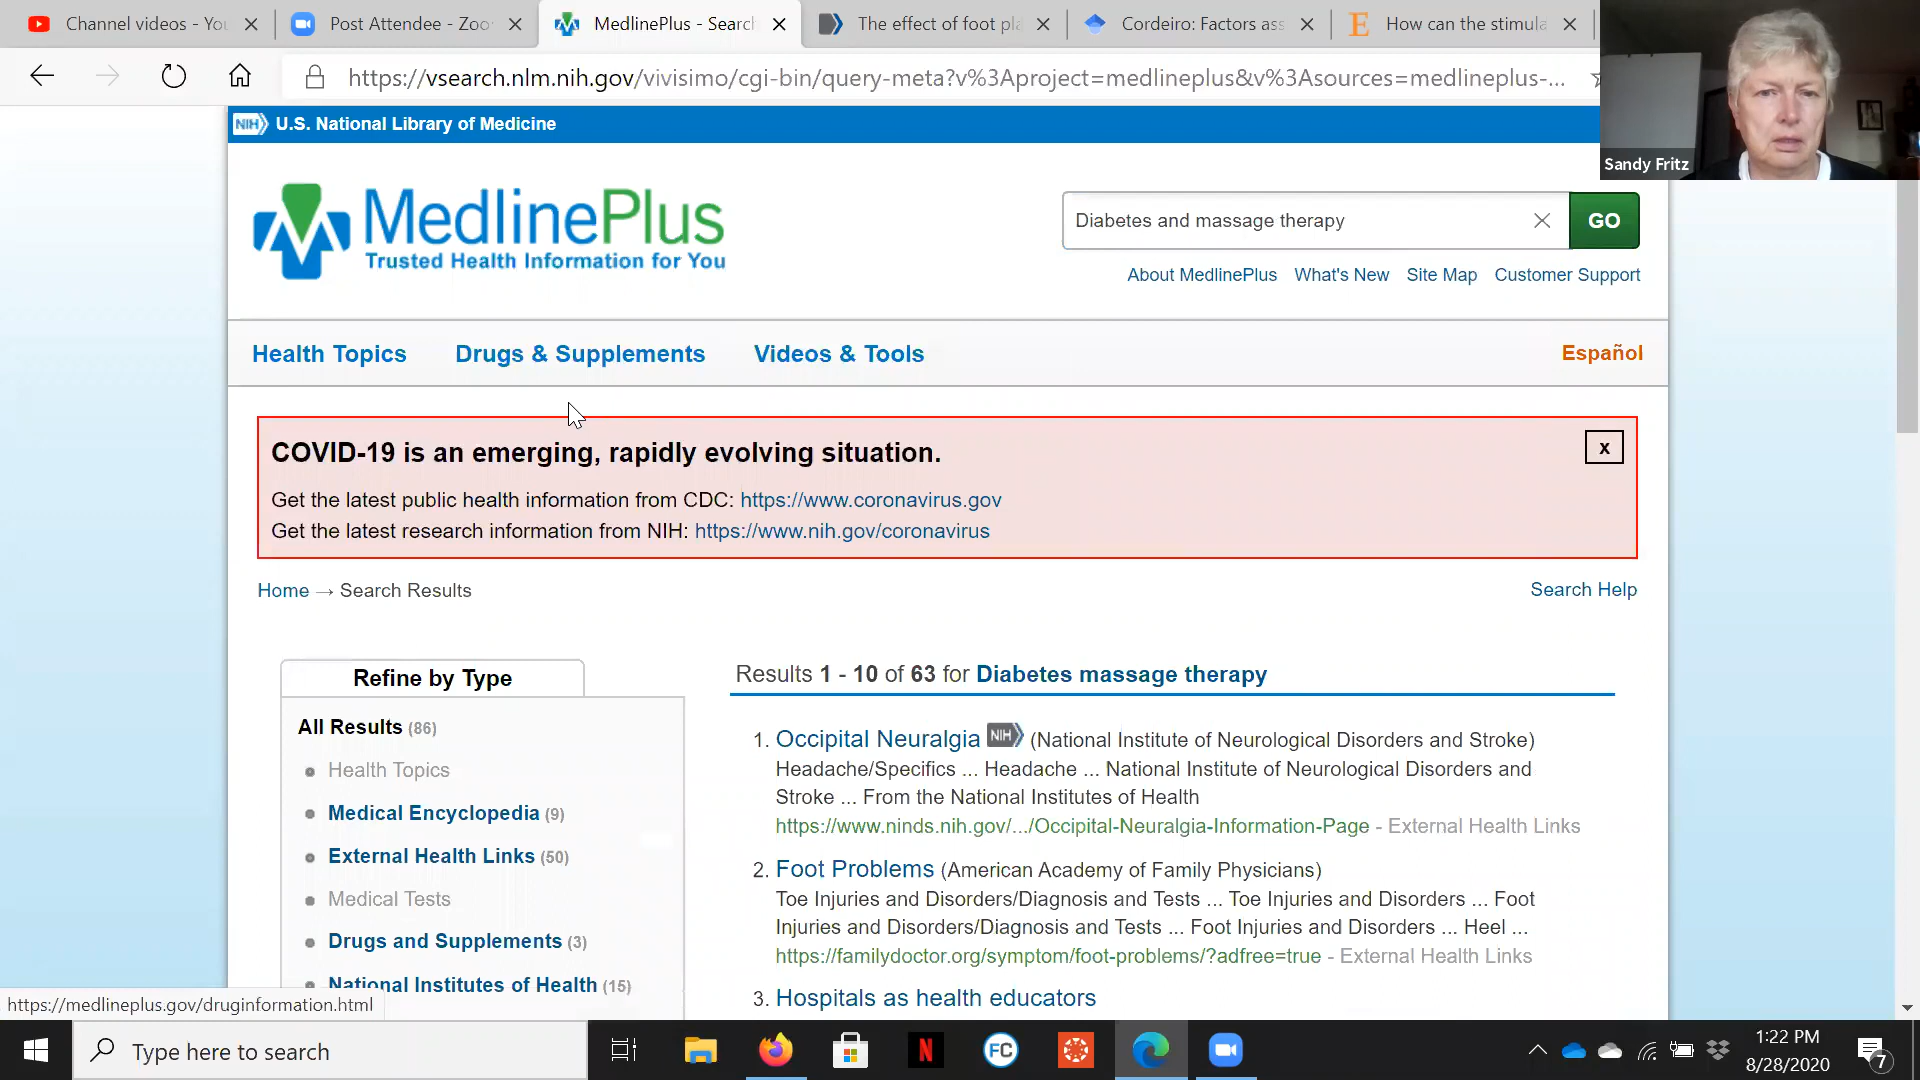 Channel videos - You
Post Attendee - Zoo
MedlinePlus - Search
The effect of foot pla
Cordeiro: Factors ass
E
How can the stimula
https://vsearch.nlm.nih.gov/vivisimo/cgi-bin/query-meta?v%3Aproject=medlineplus&v%3Asources=medlineplus-...
Sandy Fritz
NIH U.S. National Library of Medicine
MedlinePlus
Trusted Health Information for You
Diabetes and massage therapy
GO
About MedlinePlus What's New Site Map Customer Support
Health Topics Drugs & Supplements Videos & Tools Español
COVID-19 is an emerging, rapidly evolving situation.
x
Get the latest public health information from CDC: https://www.coronavirus.gov
Get the latest research information from NIH: https://www.nih.gov/coronavirus
Home → Search Results
Search Help
Refine by Type
All Results (86)
Health Topics
Medical Encyclopedia (9)
External Health Links (50)
Medical Tests
Drugs and Supplements (3)
National Institutes of Health (15)
Results 1 - 10 of 63 for Diabetes massage therapy
1. Occipital Neuralgia NIH (National Institute of Neurological Disorders and Stroke)
Headache/Specifics ... Headache ... National Institute of Neurological Disorders and
Stroke ... From the National Institutes of Health
https://www.ninds.nih.gov/.../Occipital-Neuralgia-Information-Page - External Health Links
2. Foot Problems (American Academy of Family Physicians)
Toe Injuries and Disorders/Diagnosis and Tests ... Toe Injuries and Disorders ... Foot
Injuries and Disorders/Diagnosis and Tests ... Foot Injuries and Disorders ... Heel ...
https://familydoctor.org/symptom/foot-problems/?adfree=true - External Health Links
3. Hospitals as health educators
https://medlineplus.gov/druginformation.html
Type here to search
N
FC
1:22 PM
8/28/2020
7